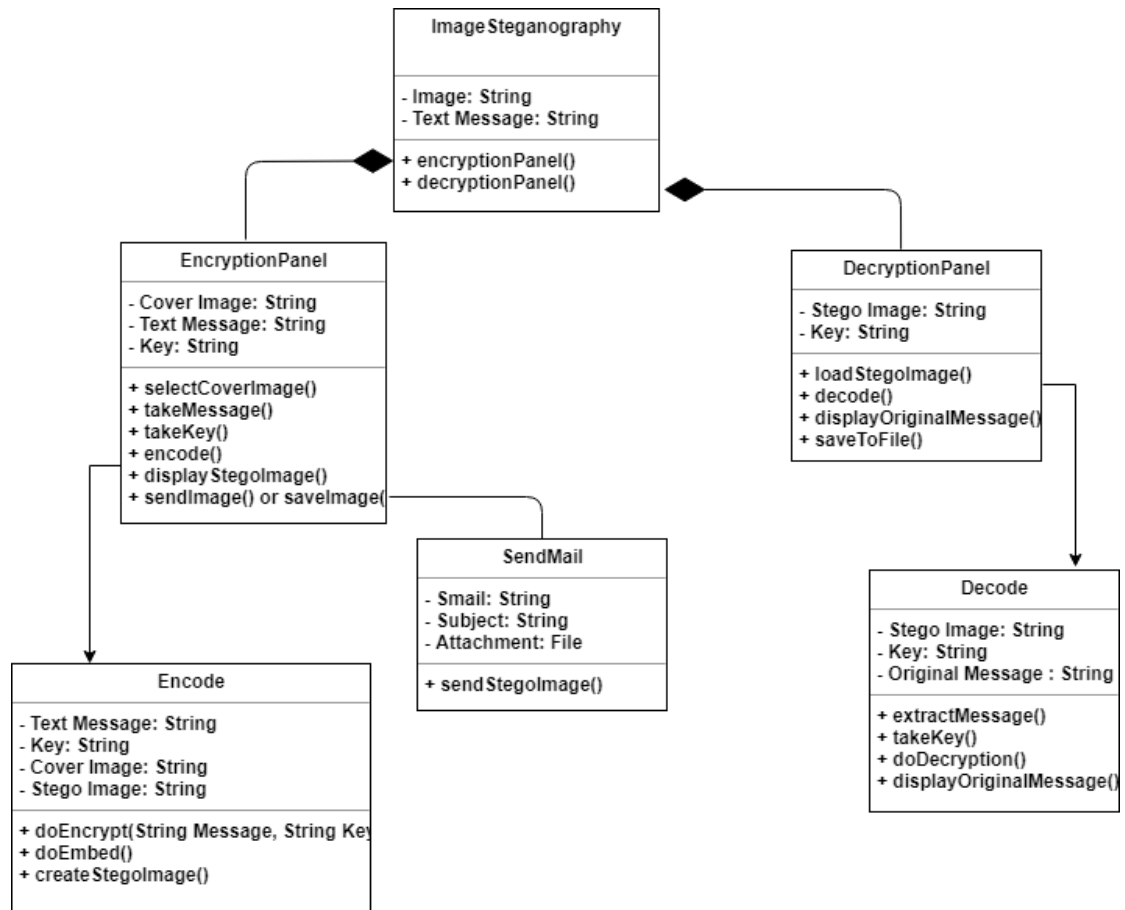 ImageSteganography
- Image: String
- Text Message: String
+ encryptionPanel()
+ decryptionPanel()
EncryptionPanel
- Cover Image: String
- Text Message: String
- Key: String
+ selectCoverImage()
+ takeMessage()
+ takeKey()
+ encode()
+ displayStegoImage()
+ sendImage() or saveImage(
DecryptionPanel
- Stego Image: String
- Key: String
+ loadStegoImage()
+ decode()
+ displayOriginalMessage()
+ saveToFile()
SendMail
- Smail: String
- Subject: String
- Attachment: File
+ sendStegoImage()
Decode
- Stego Image: String
- Key: String
- Original Message : String
+ extractMessage()
+ takeKey()
+ doDecryption()
+ displayOriginalMessage()
Encode
- Text Message: String
- Key: String
- Cover Image: String
- Stego Image: String
+ doEncrypt(String Message, String Key
+ doEmbed()
+ createStegoImage()